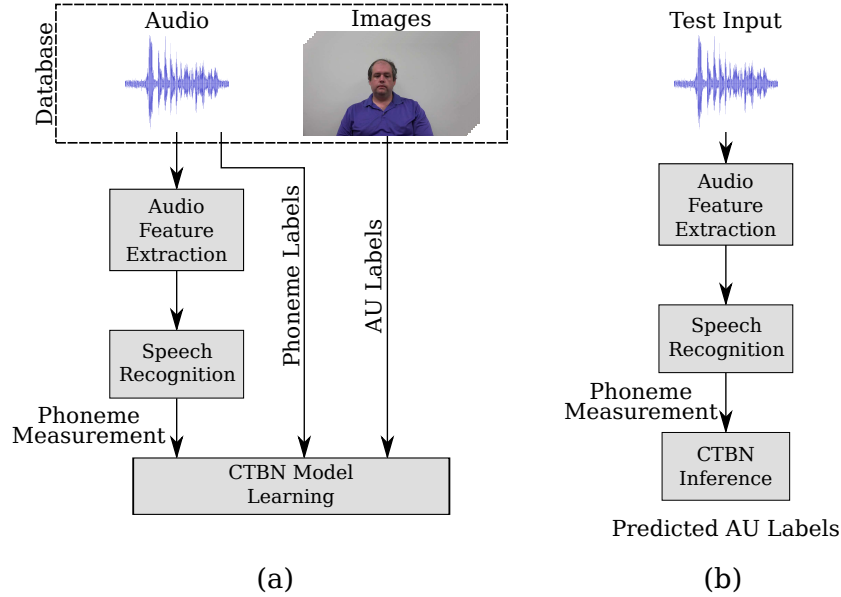 Database
Audio
Images
Audio
Feature
Extraction
Phoneme Labels
AU Labels
Speech
Recognition
Phoneme
Measurement
CTBN Model
Learning
(a)
Test Input
Audio
Feature
Extraction
Speech
Recognition
Phoneme
Measurement
CTBN
Inference
Predicted AU Labels
(b)